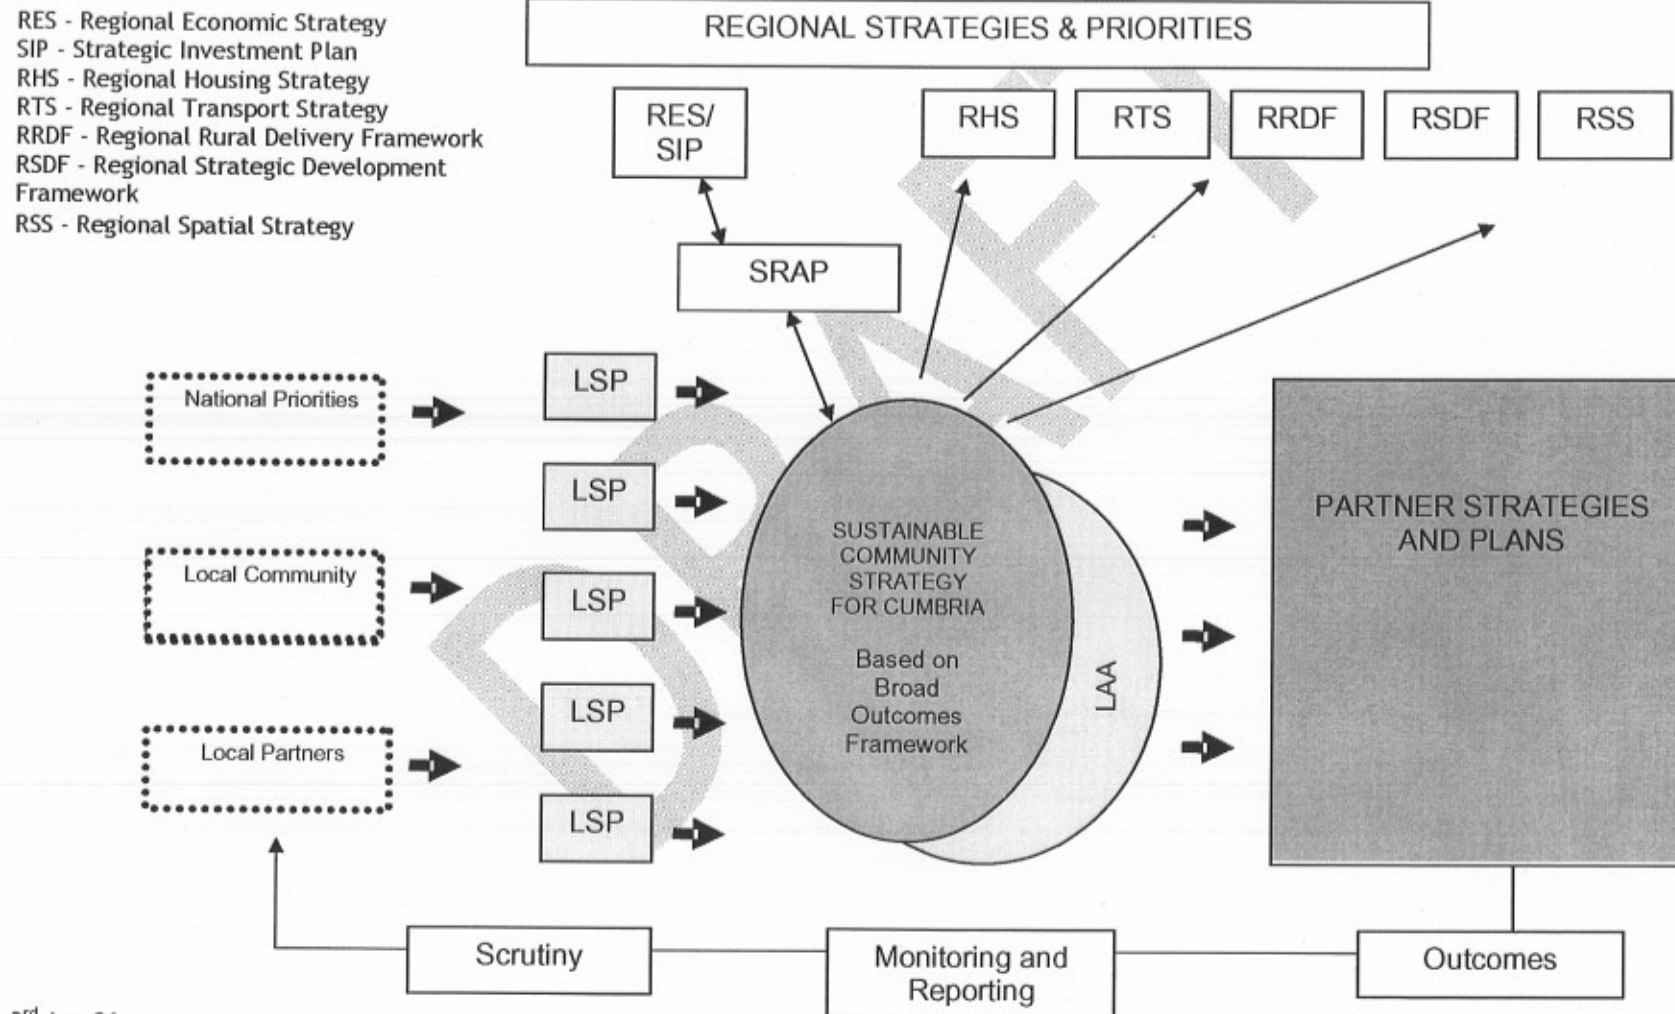 RES - Regional Economic Strategy
SIP - Strategic Investment Plan
RHS - Regional Housing Strategy
RTS - Regional Transport Strategy
RRDF - Regional Rural Delivery Framework
RSDF - Regional Strategic Development
Framework
RSS - Regional Spatial Strategy
REGIONAL STRATEGIES & PRIORITIES
RES/
SIP
RHS
RTS
RRDF
RSDF
RSS
SRAP
National Priorities
Local Community
Local Partners
LSP
LSP
LSP
LSP
LSP
SUSTAINABLE
COMMUNITY
STRATEGY
FOR CUMBRIA
Based on
Broad
Outcomes
Framework
LAA
PARTNER STRATEGIES
AND PLANS
Scrutiny
Monitoring and
Reporting
Outcomes
DRAFT